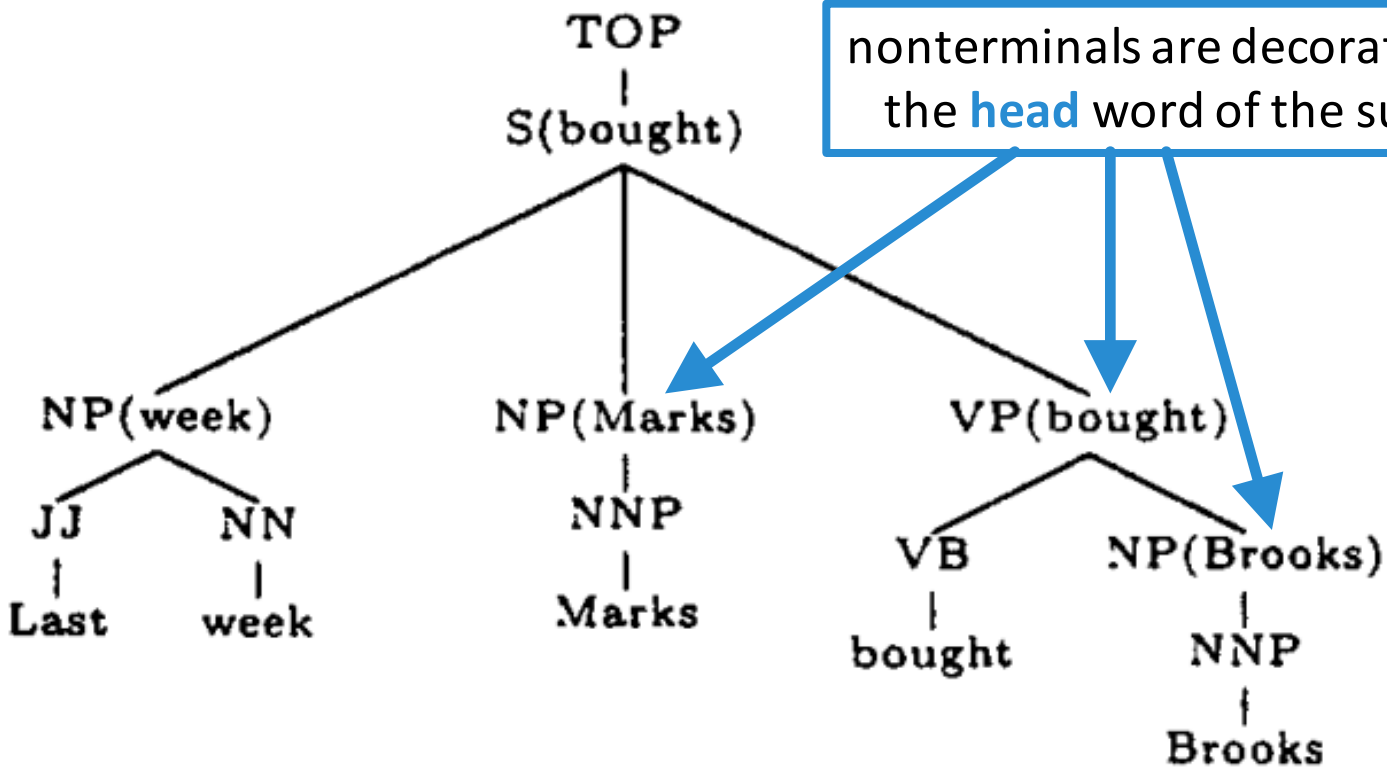 TOP
nonterminals are decorat
the head word of the su
S(bought)
NP(week) NP(Marks) VP(bought)
JJ NN NNP VB NP(Brooks)
Last week Marks bought NNP
Brooks